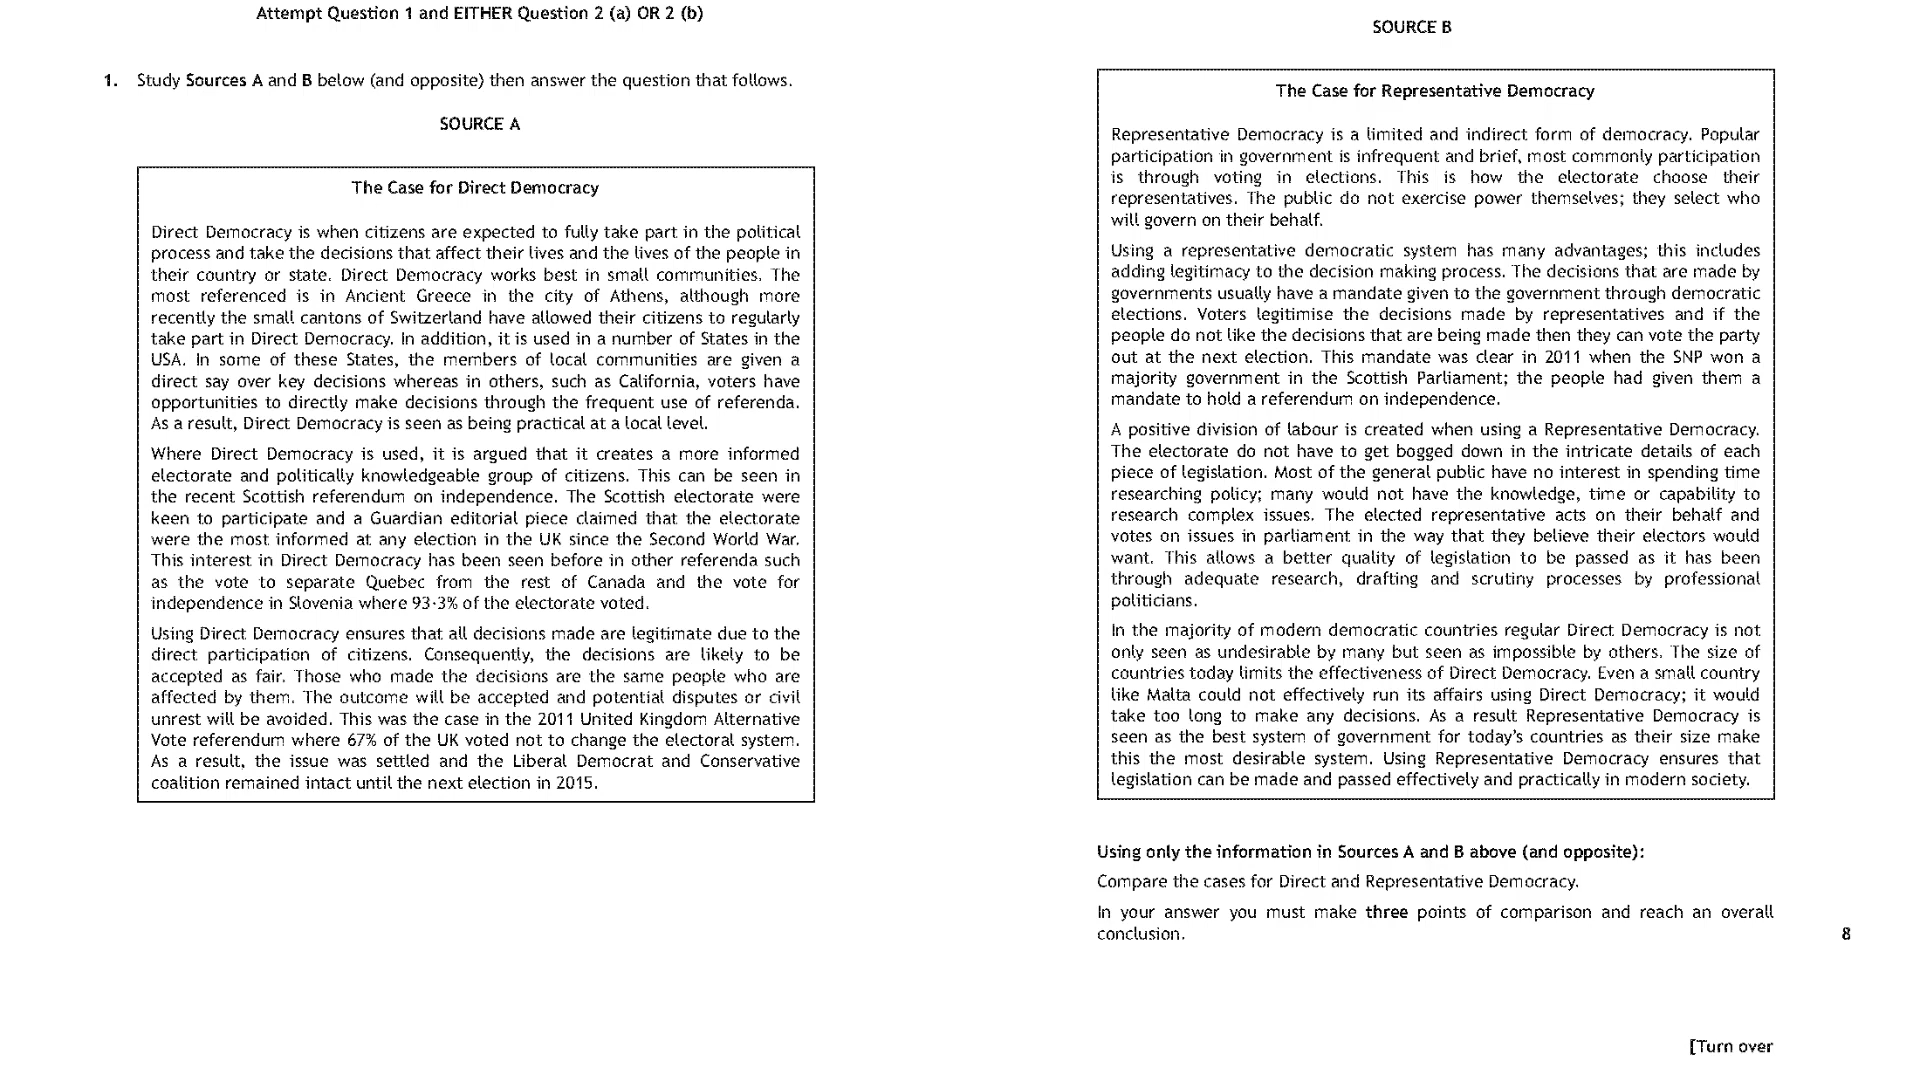 Attempt Question 1 and EITHER Question 2 (a) OR 2 (b)
1. Study Sources A and B below (and opposite) then answer the question that follows.
SOURCE A
The Case for Direct Democracy
Direct Democracy is when citizens are expected to fully take part in the political
process and take the decisions that affect their lives and the lives of the people in
their country or state. Direct Democracy works best in small communities. The
most referenced is in Ancient Greece in the city of Athens, although more
recently the small cantons of Switzerland have allowed their citizens to regularly
take part in Direct Democracy. In addition, it is used in a number of States in the
USA. In some of these States, the members of local communities are given a
direct say over key decisions whereas in others, such as California, voters have
opportunities to directly make decisions through the frequent use of referenda.
As a result, Direct Democracy is seen as being practical at a local level.
Where Direct Democracy is used, it is argued that it creates a more informed
electorate and politically knowledgeable group of citizens. This can be seen in
the recent Scottish referendum on independence. The Scottish electorate were
keen to participate and a Guardian editorial piece claimed that the electorate
were the most informed at any election in the UK since the Second World War.
This interest in Direct Democracy has been seen before in other referenda such
as the vote to separate Quebec from the rest of Canada and the vote for
independence in Slovenia where 93·3% of the electorate voted.
Using Direct Democracy ensures that all decisions made are legitimate due to the
direct participation of citizens. Consequently, the decisions are likely to be
accepted as fair. Those who made the decisions are the same people who are
affected by them. The outcome will be accepted and potential disputes or civil
unrest will be avoided. This was the case in the 2011 United Kingdom Alternative
Vote referendum where 67% of the UK voted not to change the electoral system.
As a result, the issue was settled and the Liberal Democrat and Conservative
coalition remained intact until the next election in 2015.
SOURCE B
The Case for Representative Democracy
Representative Democracy is a limited and indirect form of democracy. Popular
participation in government is infrequent and brief, most commonly participation
is through voting in elections. This is how the electorate choose their
representatives. The public do not exercise power themselves; they select who
will govern on their behalf.
Using a representative democratic system has many advantages; this includes
adding legitimacy to the decision making process. The decisions that are made by
governments usually have a mandate given to the government through democratic
elections. Voters legitimise the decisions made by representatives and if the
people do not like the decisions that are being made then they can vote the party
out at the next election. This mandate was clear in 2011 when the SNP won a
majority government in the Scottish Parliament; the people had given them a
mandate to hold a referendum on independence.
A positive division of labour is created when using a Representative Democracy.
The electorate do not have to get bogged down in the intricate details of each
piece of legislation. Most of the general public have no interest in spending time
researching policy; many would not have the knowledge, time or capability to
research complex issues. The elected representative acts on their behalf and
votes on issues in parliament in the way that they believe their electors would
want. This allows a better quality of legislation to be passed as it has been
through adequate research, drafting and scrutiny processes by professional
politicians.
In the majority of modern democratic countries regular Direct Democracy is not
only seen as undesirable by many but seen as impossible by others. The size of
countries today limits the effectiveness of Direct Democracy. Even a small country
like Malta could not effectively run its affairs using Direct Democracy; it would
take too long to make any decisions. As a result Representative Democracy is
seen as the best system of government for today's countries as their size make
this the most desirable system. Using Representative Democracy ensures that
legislation can be made and passed effectively and practically in modern society.
Using only the information in Sources A and B above (and opposite):
Compare the cases for Direct and Representative Democracy.
In your answer you must make three points of comparison and reach an overall
conclusion.
8
[Turn over